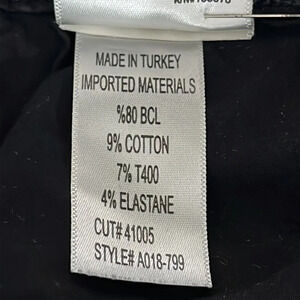 MADE IN TURKEY
IMPORTED MATERIALS
%80 BCL
9% COTTON
7% T400
4% ELASTANE
CUT# 41005
STYLE# A018-799